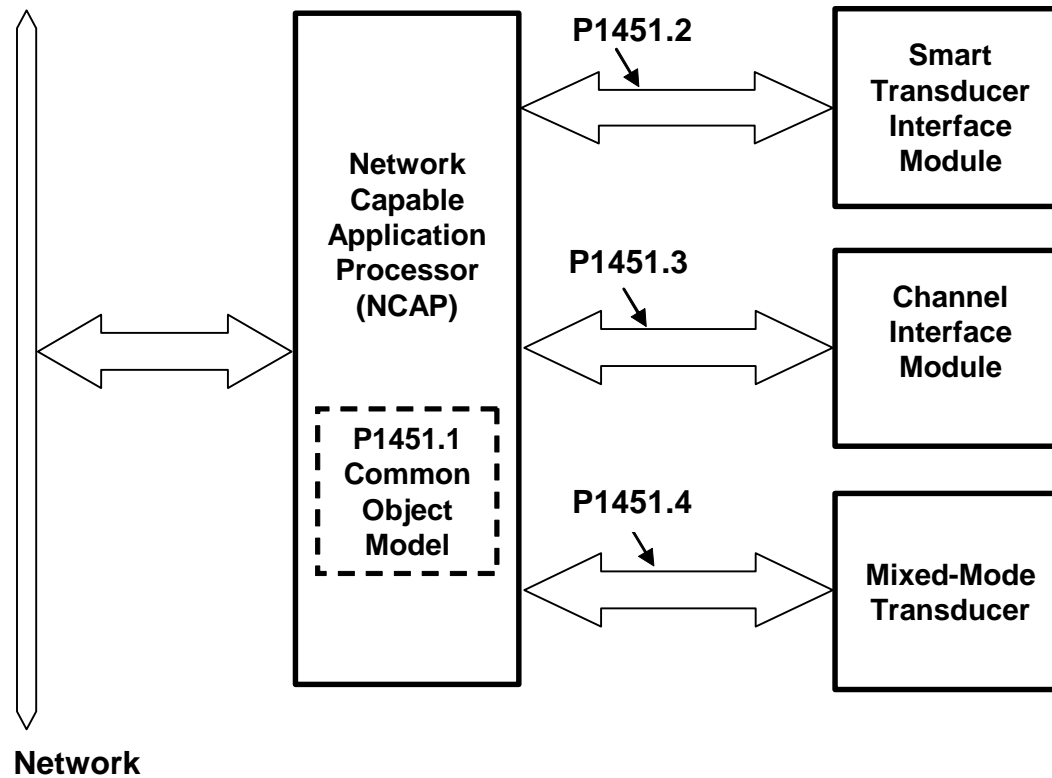 P1451.2
Smart
Transducer
Interface
Module
Network
Capable
Application
Processor
(NCAP)
P1451.3
Channel
Interface
Module
P1451.1
Common
Object
Model
P1451.4
Mixed-Mode
Transducer
Network